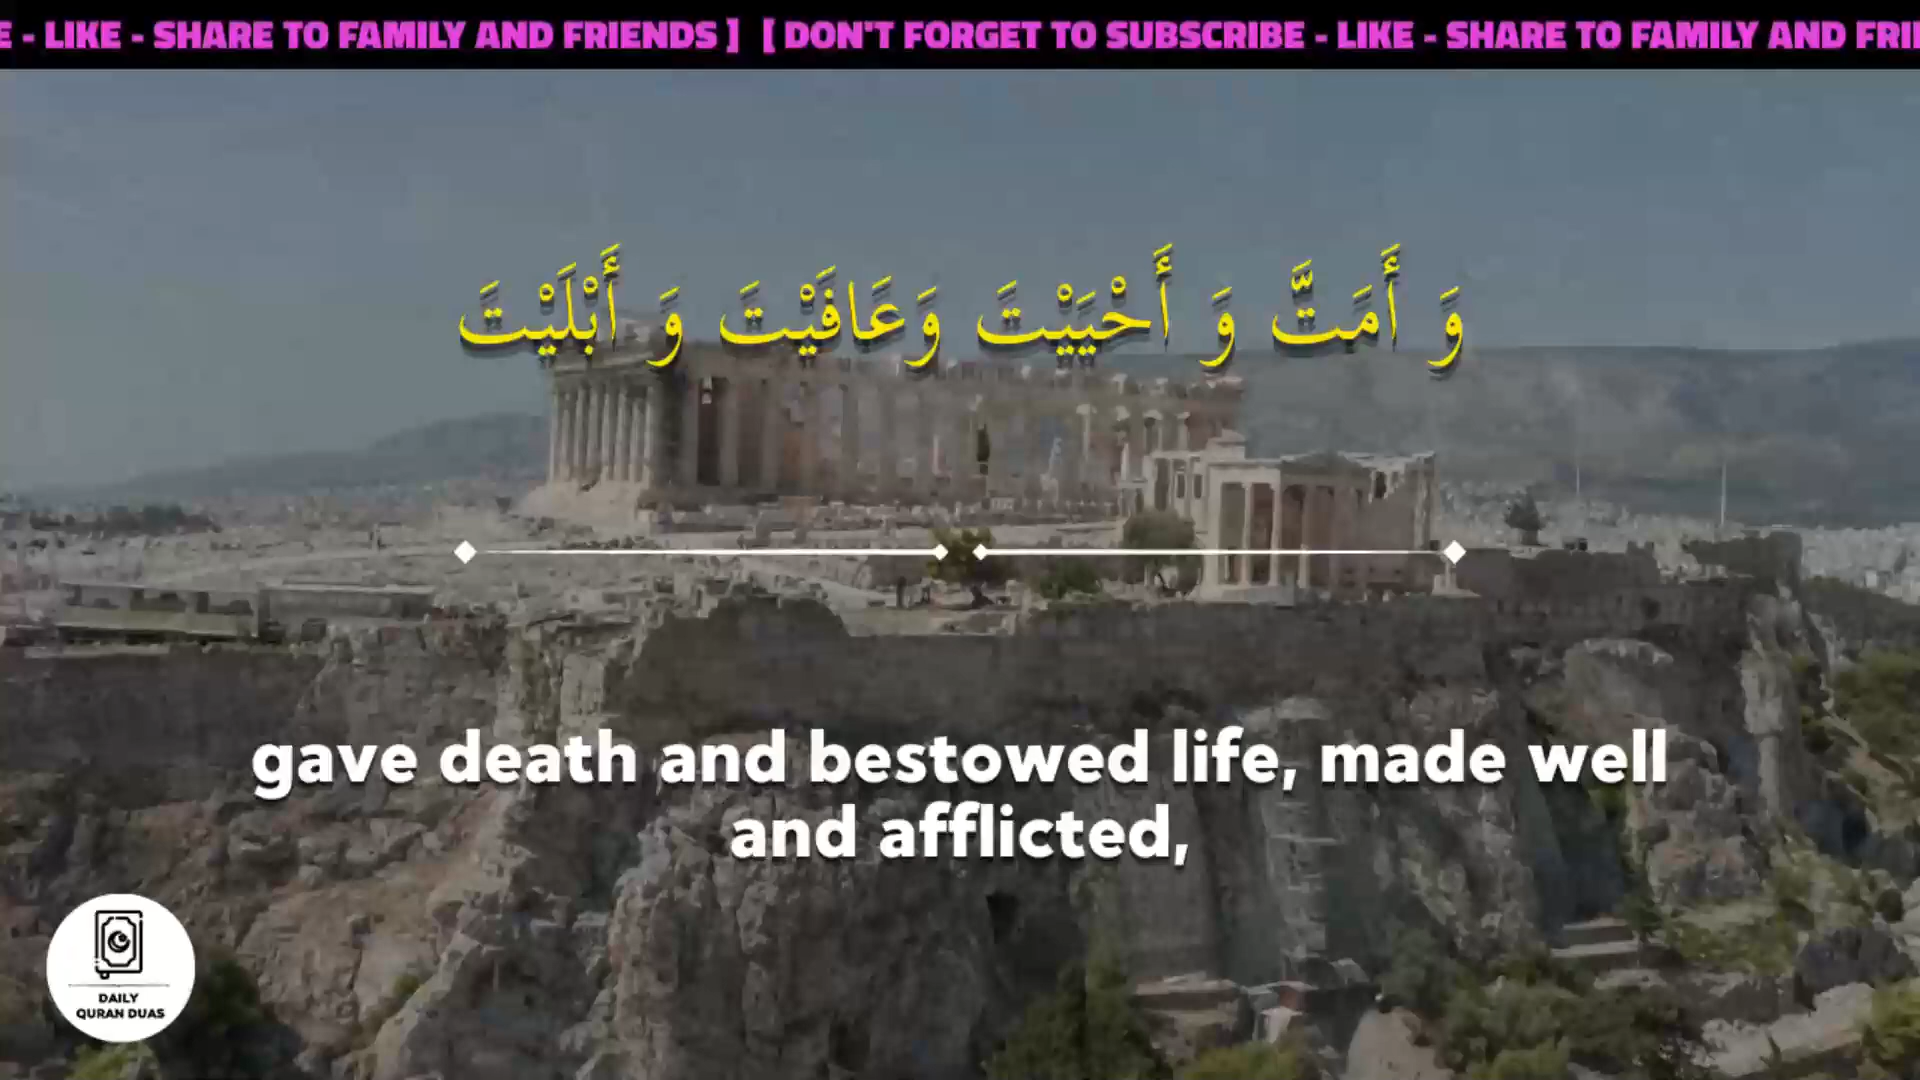 E - LIKE - SHARE TO FAMILY AND FRIENDS ] [ DON'T FORGET TO SUBSCRIBE - LIKE - SHARE TO FAMILY AND FRI
وَ أَمَتَّ وَ أَحْيَيْتَ وَعَافَيْتَ وَ أَبْلَيْتَ
gave death and bestowed life, made well
and afflicted,
DAILY
QURAN DUAS